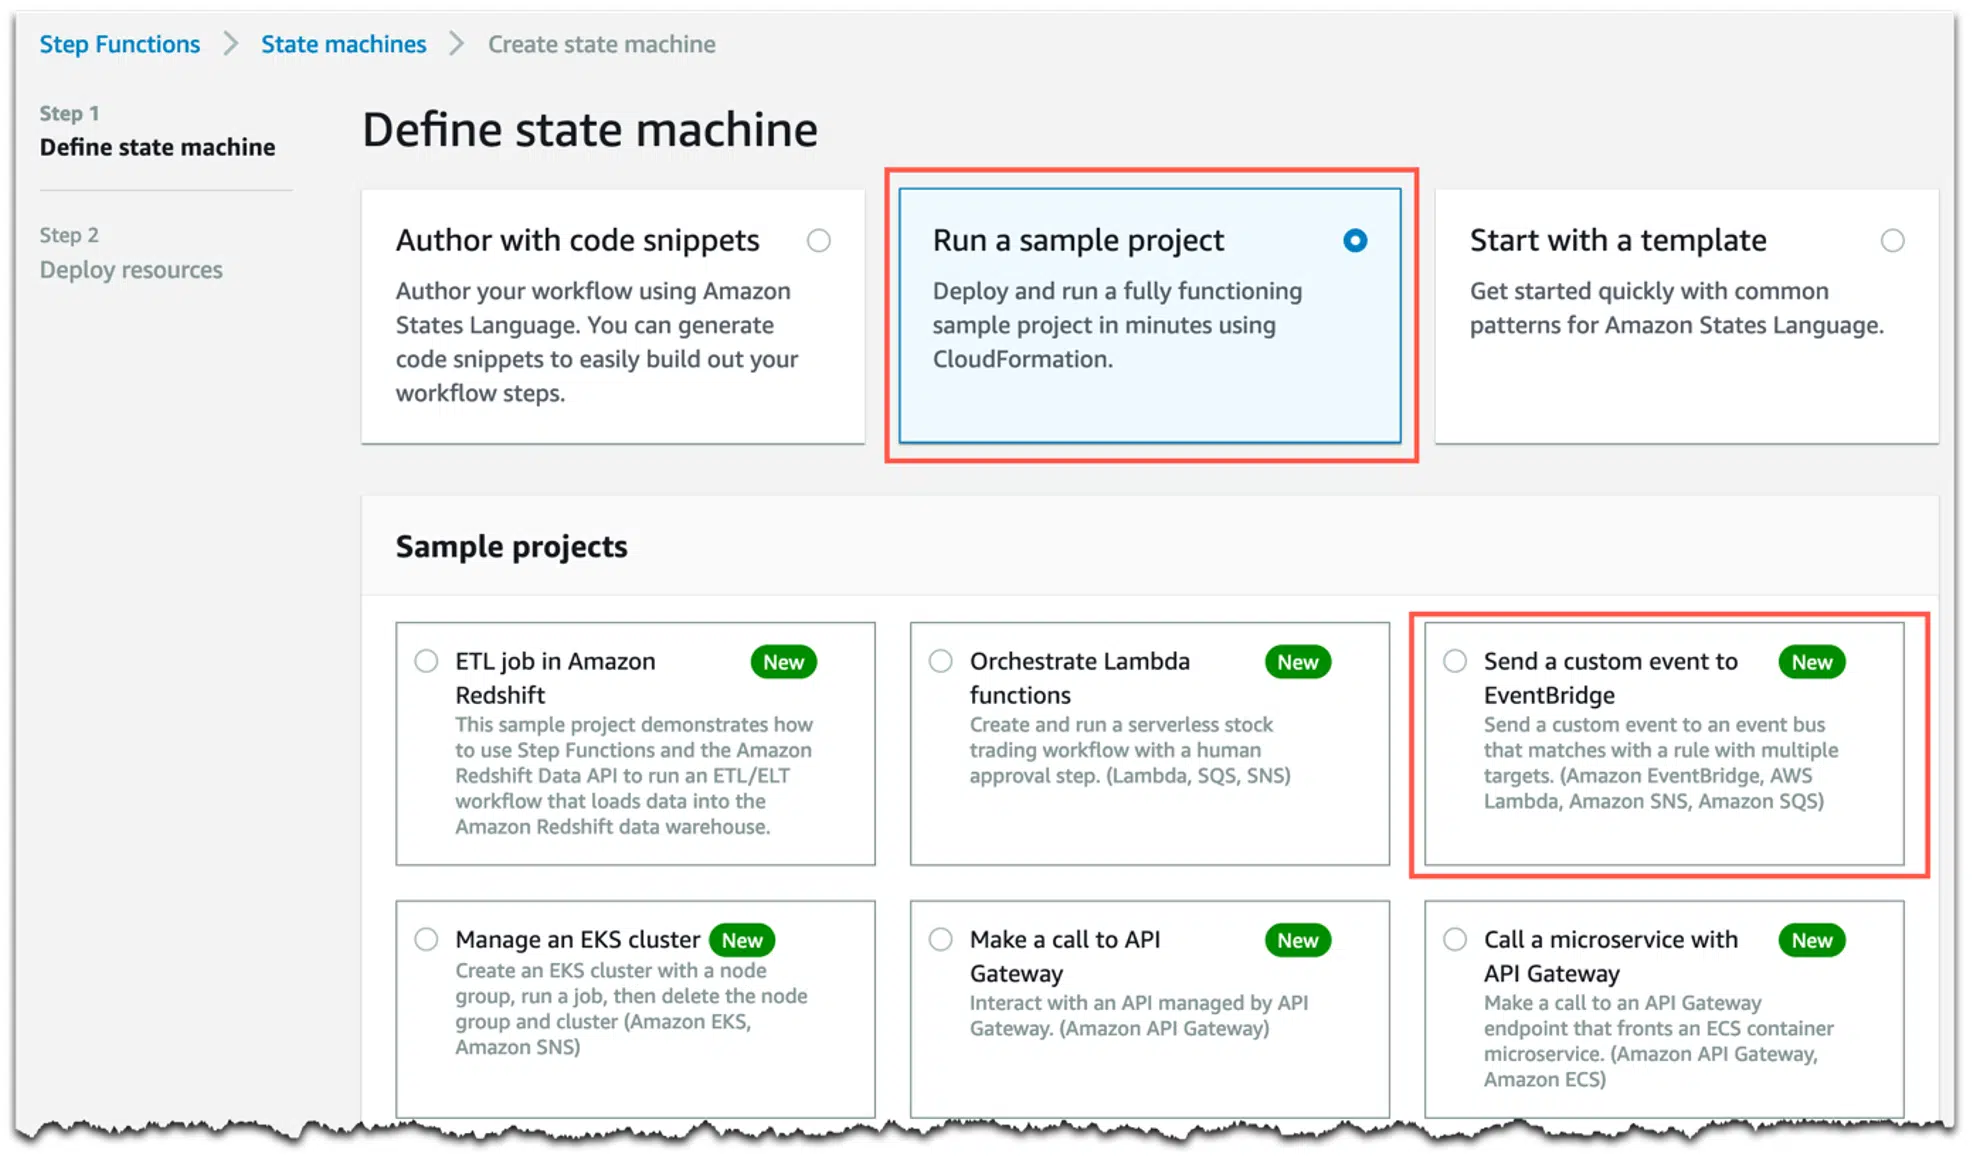 Step Functions
State machines
Create state machine
Step 1
Define state machine
Step 2
Deploy resources
Define state machine
Author with code snippets
Author your workflow using Amazon
States Language. You can generate
code snippets to easily build out your
workflow steps.
Run a sample project
Deploy and run a fully functioning
sample project in minutes using
CloudFormation.
Start with a template
Get started quickly with common
patterns for Amazon States Language.
Sample projects
ETL job in Amazon
Redshift
New
This sample project demonstrates how
to use Step Functions and the Amazon
Redshift Data API to run an ETL/ELT
workflow that loads data into the
Amazon Redshift data warehouse.
Orchestrate Lambda
functions
New
Create and run a serverless stock
trading workflow with a human
approval step. (Lambda, SQS, SNS)
Send a custom event to
EventBridge
New
Send a custom event to an event bus
that matches with a rule with multiple
targets. (Amazon EventBridge, AWS
Lambda, Amazon SNS, Amazon SQS)
Manage an EKS cluster
New
Create an EKS cluster with a node
group, run a job, then delete the node
group and cluster (Amazon EKS,
Amazon SNS)
Make a call to API
Gateway
New
Interact with an API managed by API
Gateway. (Amazon API Gateway)
Call a microservice with
API Gateway
New
Make a call to an API Gateway
endpoint that fronts an ECS container
microservice. (Amazon API Gateway,
Amazon ECS)